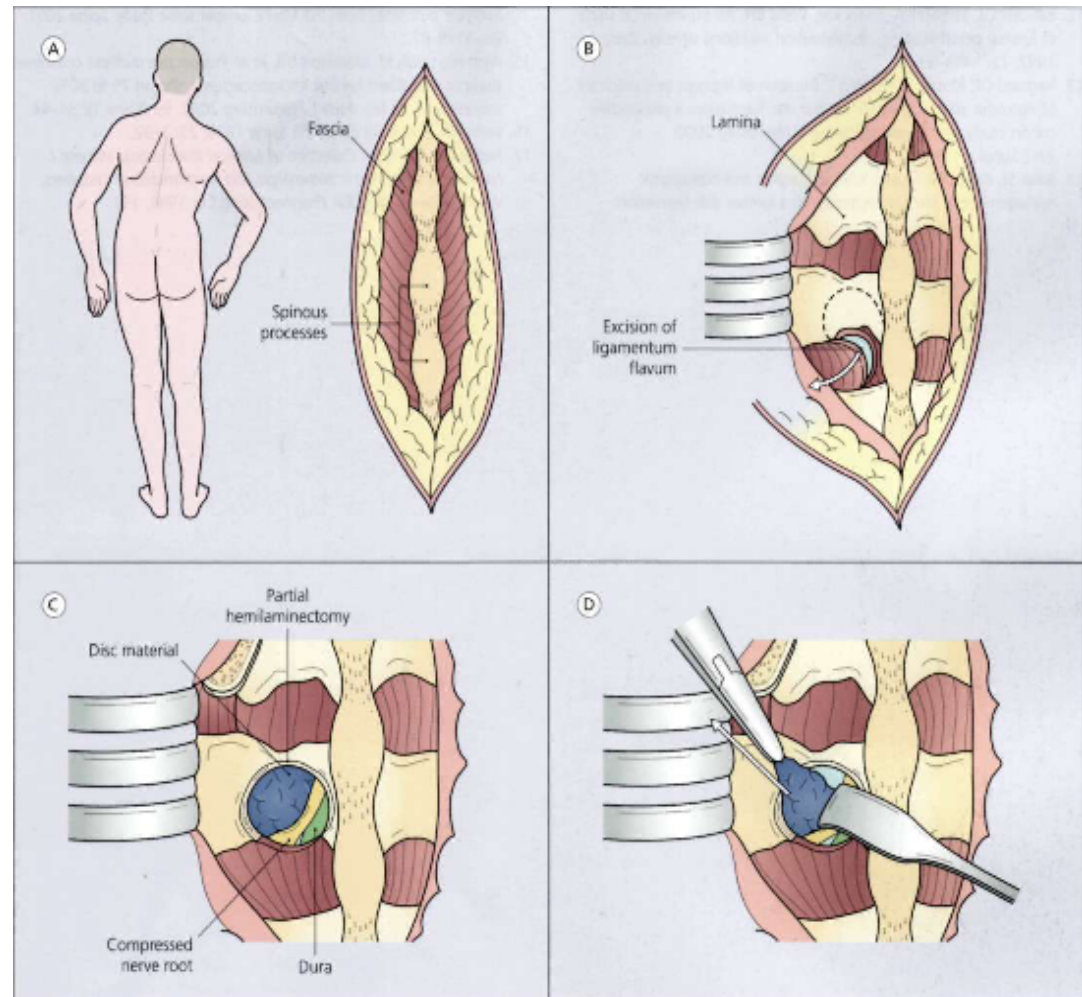 A
Fascia
Spinous
processes
B
Lamina
Excision of
ligamentum
flavum
C
Partial
hemilaminectomy
Disc material
Compressed
nerve root
Dura
D